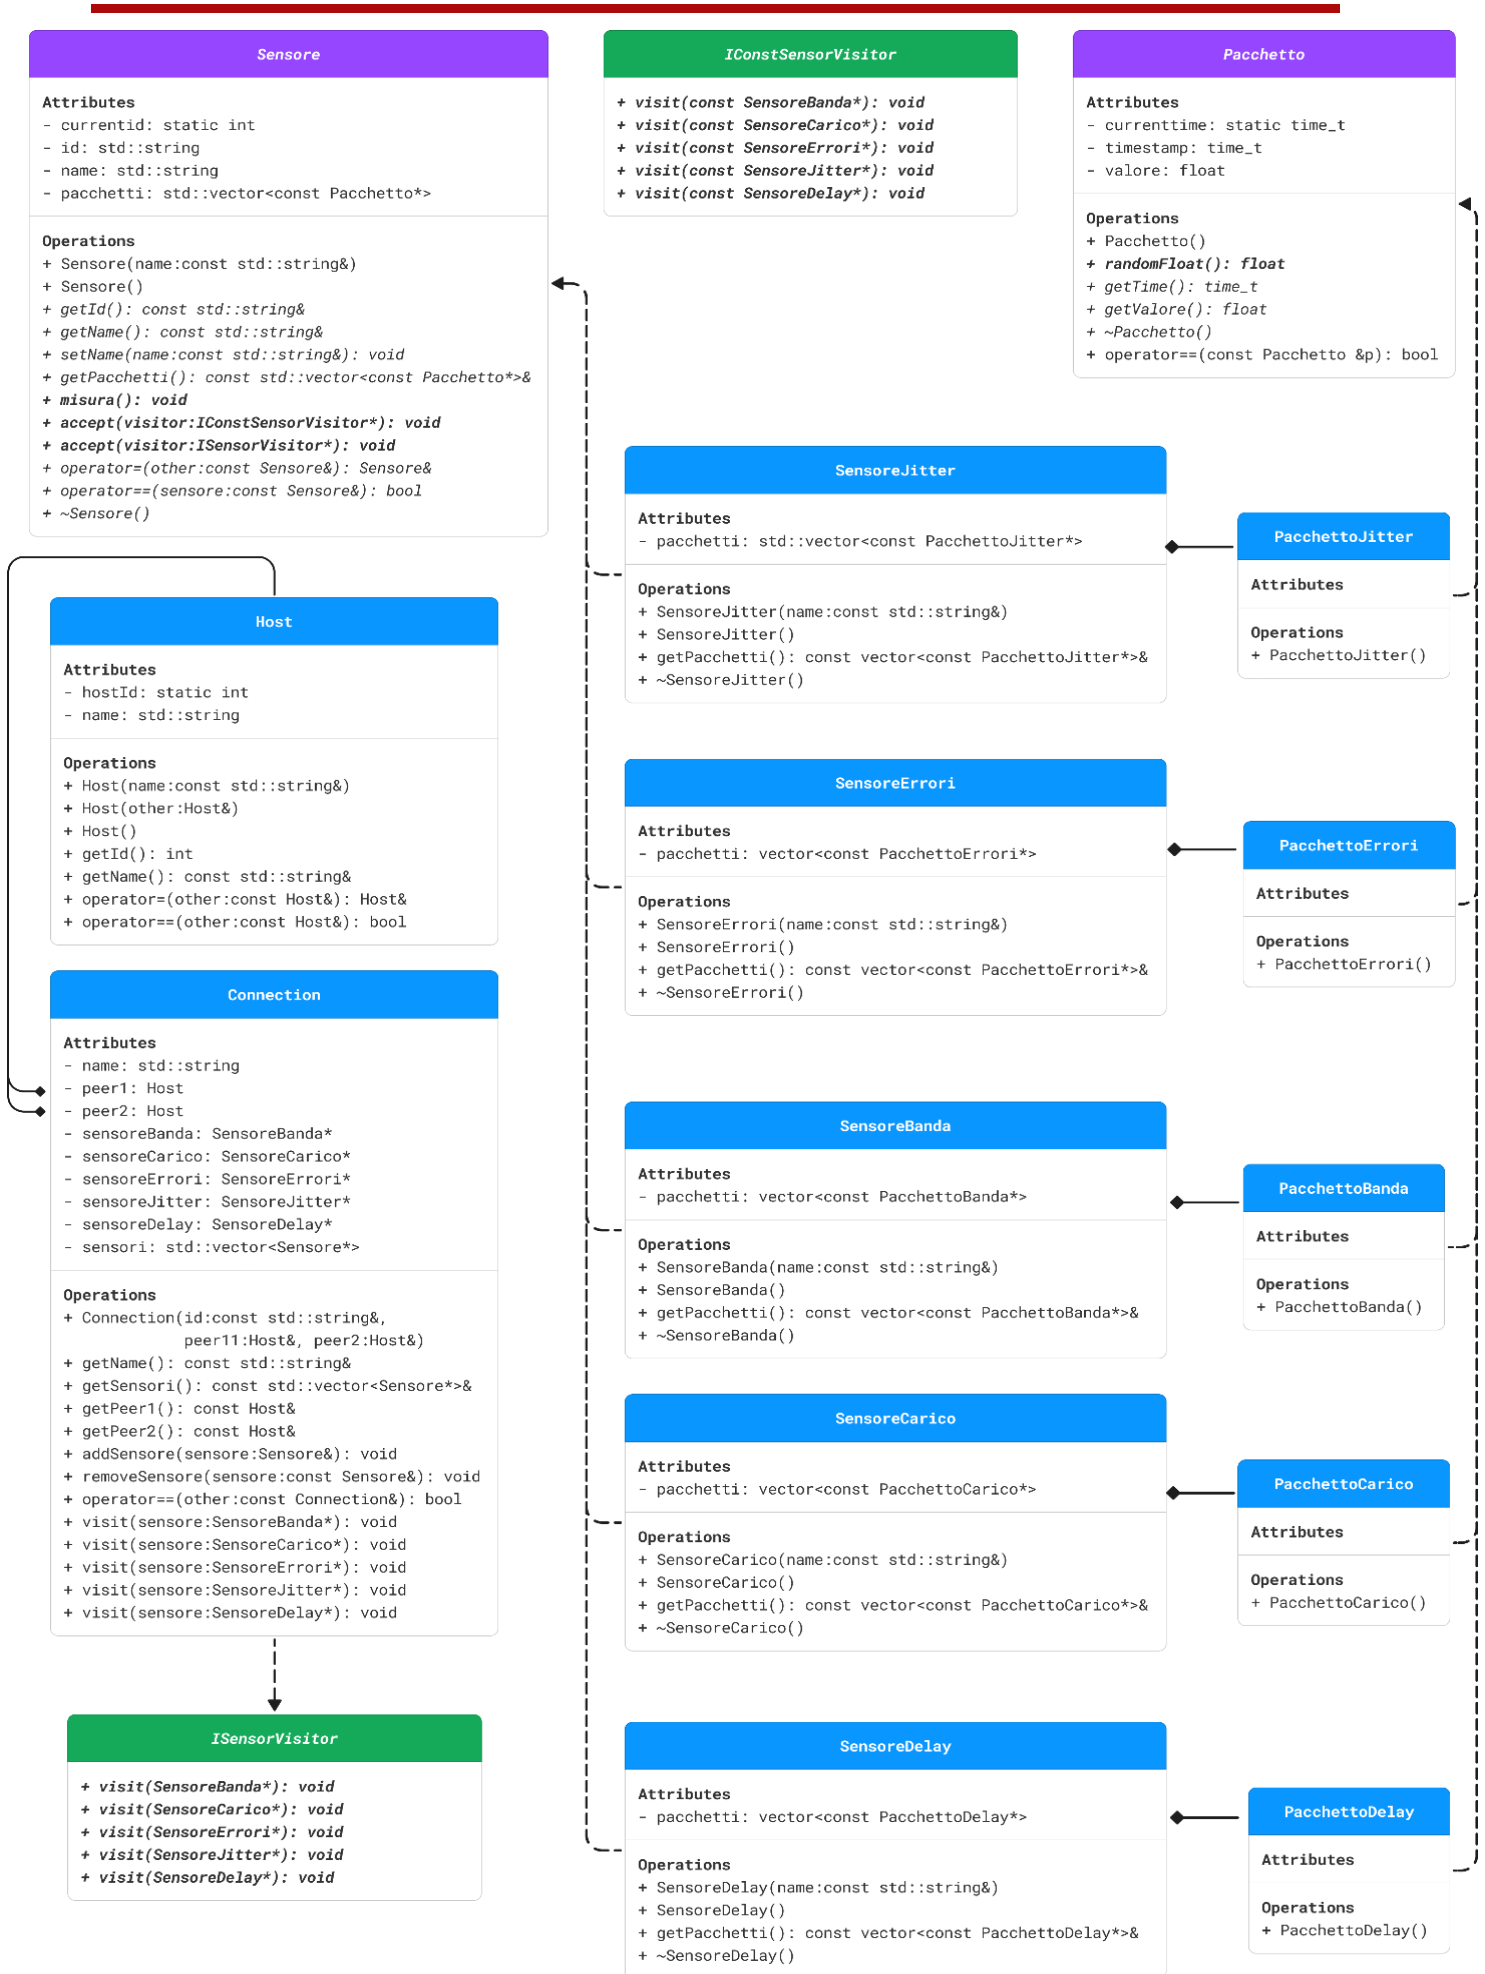 Sensore
Attributes
- currentid: static int
- id: std::string
- name: std::string
- pacchetti: std::vector<const Pacchetto*>
Operations
+ Sensore(name:const std::string&)
+ Sensore()
+ getId(): const std::string&
+ getName(): const std::string&
+ setName(name:const std::string&): void
+ getPacchetti(): const std::vector<const Pacchetto*>&
+ misura(): void
+ accept(visitor:IConstSensorVisitor*): void
+ accept(visitor:ISensorVisitor*): void
+ operator=(other:const Sensore&): Sensore&
+ operator==(sensore:const Sensore&): bool
+ ~Sensore()
IConstSensorVisitor
+ visit(const SensoreBanda*): void
+ visit(const SensoreCarico*): void
+ visit(const SensoreErrori*): void
+ visit(const SensoreJitter*): void
+ visit(const SensoreDelay*): void
Pacchetto
Attributes
- currenttime: static time_t
- timestamp: time_t
- valore: float
Operations
+ Pacchetto()
+ randomFloat(): float
+ getTime(): time_t
+ getValore(): float
+ ~Pacchetto()
+ operator==(const Pacchetto &p): bool
Host
Attributes
- hostId: static int
- name: std::string
Operations
+ Host(name:const std::string&)
+ Host(other:Host&)
+ Host()
+ getId(): int
+ getName(): const std::string&
+ operator=(other:const Host&): Host&
+ operator==(other:const Host&): bool
Connection
Attributes
- name: std::string
- peer1: Host
- peer2: Host
- sensoreBanda: SensoreBanda*
- sensoreCarico: SensoreCarico*
- sensoreErrori: SensoreErrori*
- sensoreJitter: SensoreJitter*
- sensoreDelay: SensoreDelay*
- sensori: std::vector<Sensore*>
Operations
+ Connection(id:const std::string&,
peer11:Host&, peer2:Host&)
+ getName(): const std::string&
+ getSensori(): const std::vector<Sensore*>&
+ getPeer1(): const Host&
+ getPeer2(): const Host&
+ addSensore(sensore:Sensore&): void
+ removeSensore(sensore:const Sensore&): void
+ operator==(other:const Connection&): bool
+ visit(sensore:SensoreBanda*): void
+ visit(sensore:SensoreCarico*): void
+ visit(sensore:SensoreErrori*): void
+ visit(sensore:SensoreJitter*): void
+ visit(sensore:SensoreDelay*): void
ISensorVisitor
+ visit(SensoreBanda*): void
+ visit(SensoreCarico*): void
+ visit(SensoreErrori*): void
+ visit(SensoreJitter*): void
+ visit(SensoreDelay*): void
SensoreJitter
Attributes
- pacchetti: std::vector<const PacchettoJitter*>
Operations
+ SensoreJitter(name:const std::string&)
+ SensoreJitter()
+ getPacchetti(): const vector<const PacchettoJitter*>&
+ ~SensoreJitter()
PacchettoJitter
Attributes
Operations
+ PacchettoJitter()
SensoreErrori
Attributes
- pacchetti: vector<const PacchettoErrori*>
Operations
+ SensoreErrori(name:const std::string&)
+ SensoreErrori()
+ getPacchetti(): const vector<const PacchettoErrori*>&
+ ~SensoreErrori()
PacchettoErrori
Attributes
Operations
+ PacchettoErrori()
SensoreBanda
Attributes
- pacchetti: vector<const PacchettoBanda*>
Operations
+ SensoreBanda(name:const std::string&)
+ SensoreBanda()
+ getPacchetti(): const vector<const PacchettoBanda*>&
+ ~SensoreBanda()
PacchettoBanda
Attributes
Operations
+ PacchettoBanda()
SensoreCarico
Attributes
- pacchetti: vector<const PacchettoCarico*>
Operations
+ SensoreCarico(name:const std::string&)
+ SensoreCarico()
+ getPacchetti(): const vector<const PacchettoCarico*>&
+ ~SensoreCarico()
PacchettoCarico
Attributes
Operations
+ PacchettoCarico()
SensoreDelay
Attributes
- pacchetti: vector<const PacchettoDelay*>
Operations
+ SensoreDelay(name:const std::string&)
+ SensoreDelay()
+ getPacchetti(): const vector<const PacchettoDelay*>&
+ ~SensoreDelay()
PacchettoDelay
Attributes
Operations
+ PacchettoDelay()